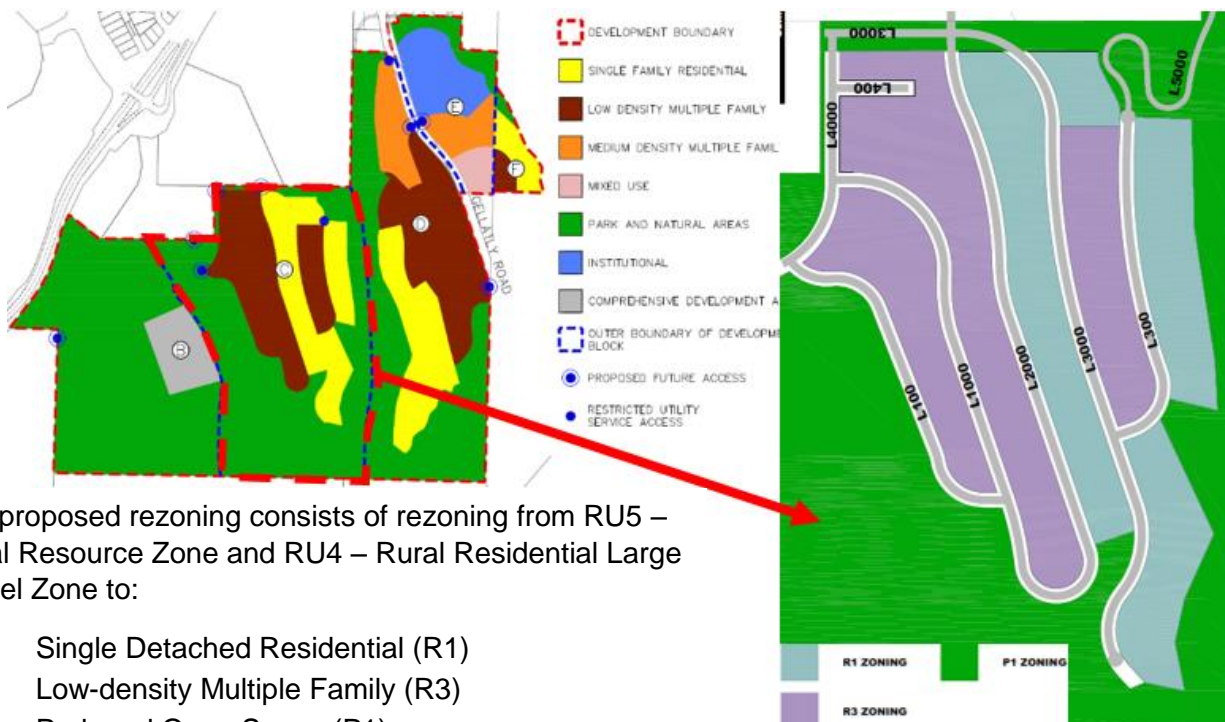 DEVELOPMENT BOUNDARY
SINGLE FAMILY RESIDENTIAL
LOW DENSITY MULTIPLE FAMILY
MEDIUM DENSITY MULTIPLE FAMIL
MIXED USE
PARK AND NATURAL AREAS
INSTITUTIONAL
COMPREHENSIVE DEVELOPMENT A
OUTER BOUNDARY OF DEVELOPME
BLOCK
PROPOSED FUTURE ACCESS
RESTRICTED UTILITY
SERVICE ACCESS
E
F
D
C
B
GELLATLY ROAD
L3000
L400
L4000
L5000
L100
L1000
L2000
L3000
L300
R1 ZONING
P1 ZONING
R3 ZONING
proposed rezoning consists of rezoning from RU5 –
al Resource Zone and RU4 – Rural Residential Large
el Zone to:
Single Detached Residential (R1)
Low-density Multiple Family (R3)